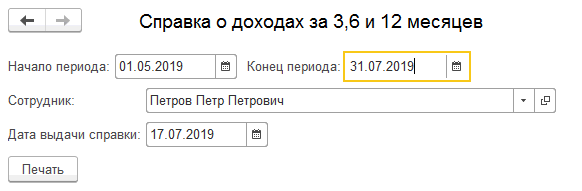 Справка о доходах за 3,6 и 12 месяцев
Начало периода: 01.05.2019 Конец периода: 31.07.2019
Сотрудник: Петров Петр Петрович
Дата выдачи справки: 17.07.2019
Печать